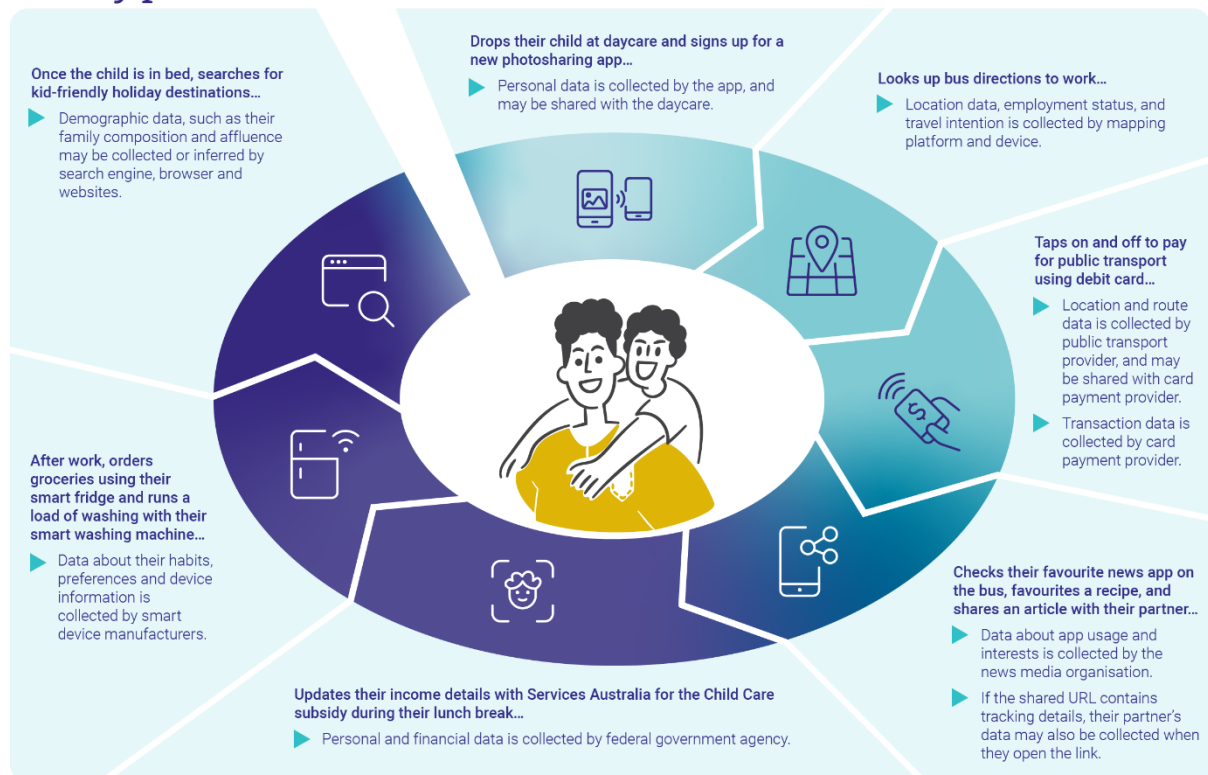 Drops their child at daycare and signs up for a
new photosharing app…
Personal data is collected by the app, and
may be shared with the daycare.
Looks up bus directions to work…
Location data, employment status, and
travel intention is collected by mapping
platform and device.
Taps on and off to pay
for public transport
using debit card…
Location and route
data is collected by
public transport
provider, and may
be shared with card
payment provider.
Transaction data is
collected by card
payment provider.
Checks their favourite news app on
the bus, favourites a recipe, and
shares an article with their partner…
Data about app usage and
interests is collected by the
news media organisation.
If the shared URL contains
tracking details, their partner's
data may also be collected when
they open the link.
Updates their income details with Services Australia for the Child Care
subsidy during their lunch break…
Personal and financial data is collected by federal government agency.
After work, orders
groceries using their
smart fridge and runs a
load of washing with their
smart washing machine…
Data about their habits,
preferences and device
information is
collected by smart
device manufacturers.
Once the child is in bed, searches for
kid-friendly holiday destinations…
Demographic data, such as their
family composition and affluence
may be collected or inferred by
search engine, browser and
websites.
$